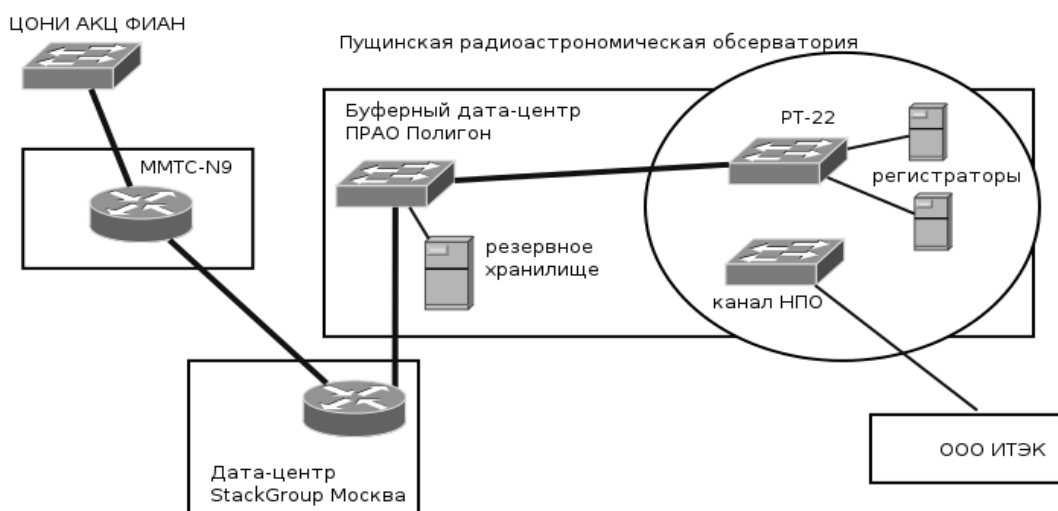 ЦОНИ АКЦ ФИАН
Пущинская радиоастрономическая обсерватория
Буферный дата-центр
ПРАО Полигон
РТ-22
ММТС-N9
регистраторы
резервное
хранилище
канал НПО
ООО ИТЭК
Дата-центр
StackGroup Москва